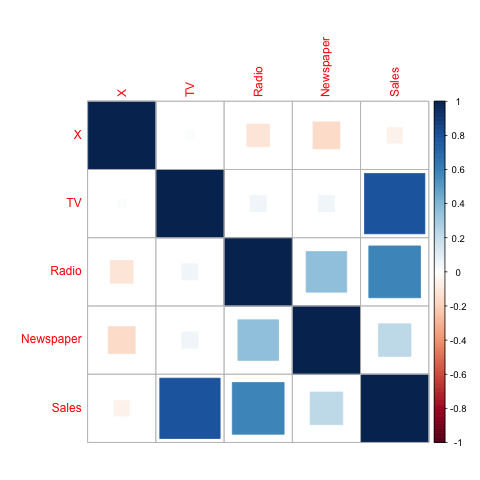 X
TV
Radio
Newspaper
Sales
X
TV
Radio
Newspaper
Sales
1
0.8
0.6
0.4
0.2
0
-0.2
-0.4
-0.6
-0.8
-1